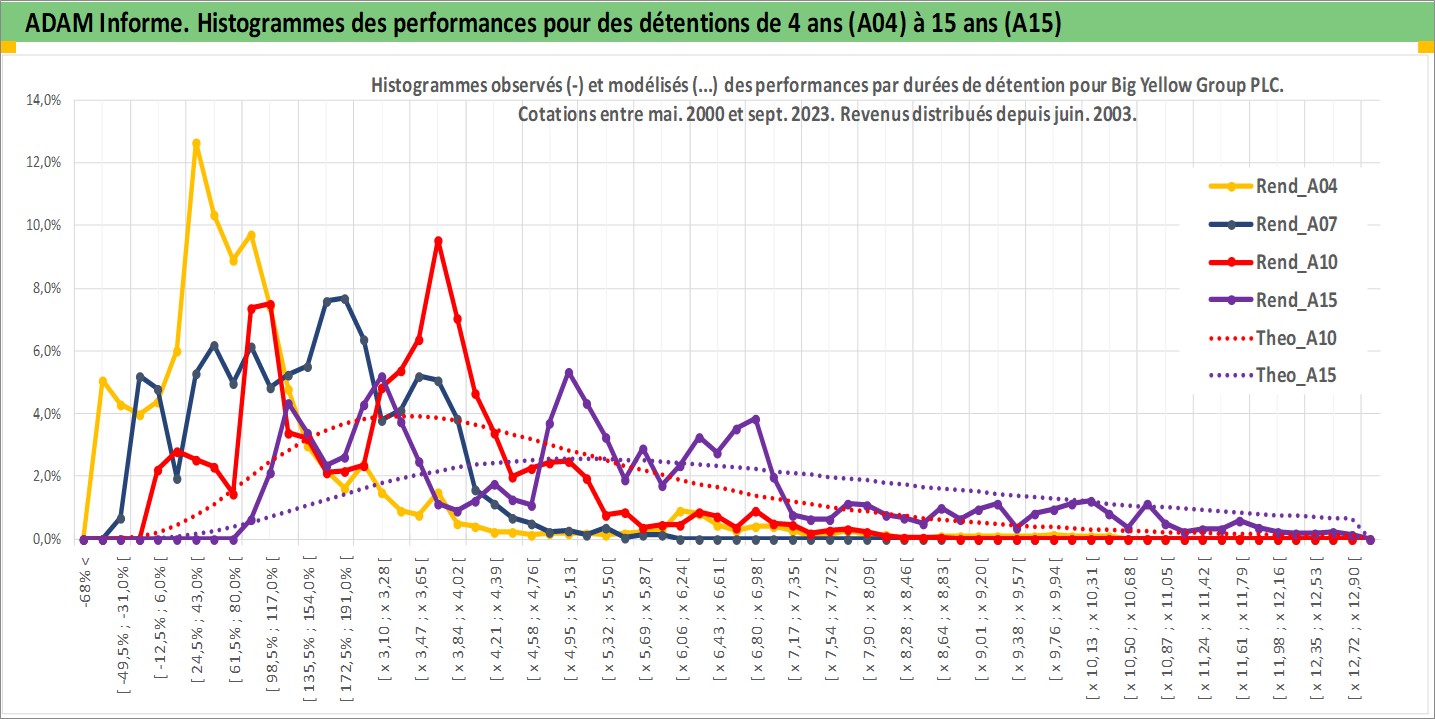 ADAM Informe. Histogrammes des performances pour des détentions de 4 ans (A04) à 15 ans (A15)
Histogrammes observés (-) et modélisés (...) des performances par durées de détention pour Big Yellow Group PLC.
Cotations entre mai. 2000 et sept. 2023. Revenus distribués depuis juin. 2003.
14,0%
12,0%
10,0%
8,0%
6,0%
4,0%
2,0%
0,0%
Rend_A04
Rend_A07
Rend_A10
Rend_A15
Theo_A10
Theo_A15
-68% <
[ -49,5% ; -31,0% [
[ -12,5% ; 6,0% [
[ 24,5% ; 43,0% [
[ 61,5% ; 80,0% [
[ 98,5% ; 117,0% [
[ 135,5% ; 154,0% [
[ 172,5% ; 191,0% [
[ x 3,10 ; x 3,28 [
[ x 3,47 ; x 3,65 [
[ x 3,84 ; x 4,02 [
[ x 4,21 ; x 4,39 [
[ x 4,58 ; x 4,76 [
[ x 4,95 ; x 5,13 [
[ x 5,32 ; x 5,50 [
[ x 5,69 ; x 5,87 [
[ x 6,06 ; x 6,24 [
[ x 6,43 ; x 6,61 [
[ x 6,80 ; x 6,98 [
[ x 7,17 ; x 7,35 [
[ x 7,54 ; x 7,72 [
[ x 7,90 ; x 8,09 [
[ x 8,28 ; x 8,46 [
[ x 8,64 ; x 8,83 [
[ x 9,01 ; x 9,20 [
[ x 9,38 ; x 9,57 [
[ x 9,76 ; x 9,94 [
[ x 10,13 ; x 10,31 [
[ x 10,50 ; x 10,68 [
[ x 10,87 ; x 11,05 [
[ x 11,24 ; x 11,42 [
[ x 11,61 ; x 11,79 [
[ x 11,98 ; x 12,16 [
[ x 12,35 ; x 12,53 [
[ x 12,72 ; x 12,90 [